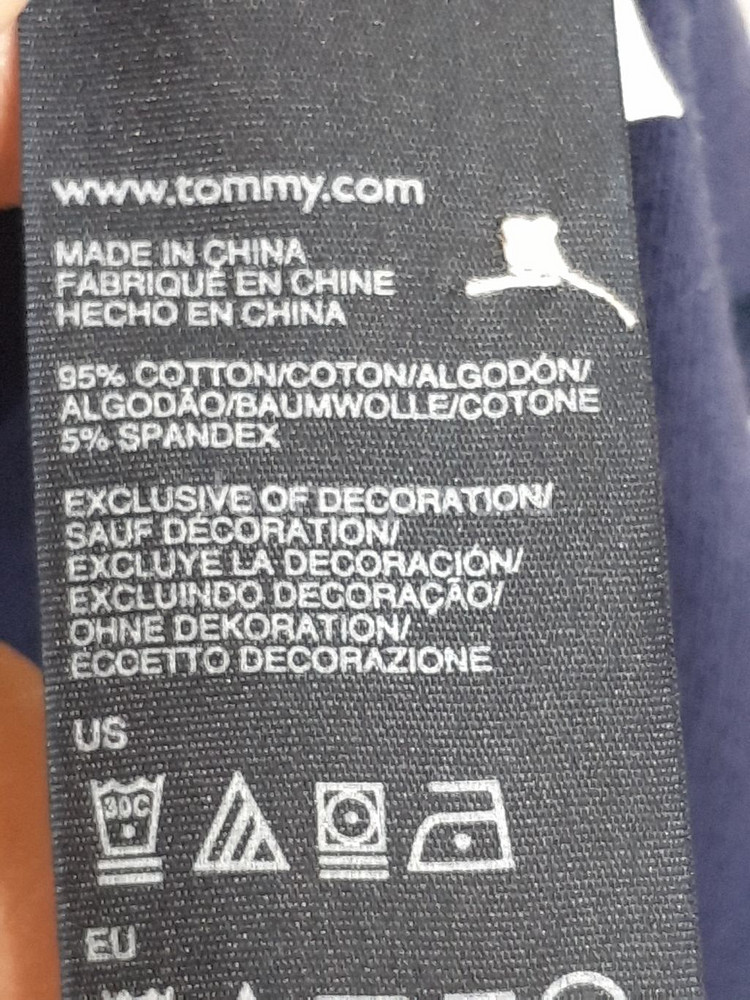 www.tommy.com
MADE IN CHINA
FABRIQUÉ EN CHINE
HECHO EN CHINA
95% COTTON/COTON/ALGODÓN/
ALGODÃO/BAUMWOLLE/COTONE
5% SPANDEX
EXCLUSIVE OF DECORATION/
SAUF DÉCORATION/
EXCLUYE LA DECORACIÓN/
EXCLUINDO DECORAÇÃO/
OHNE DEKORATION/
ECCETTO DECORAZIONE
US
30C
EU